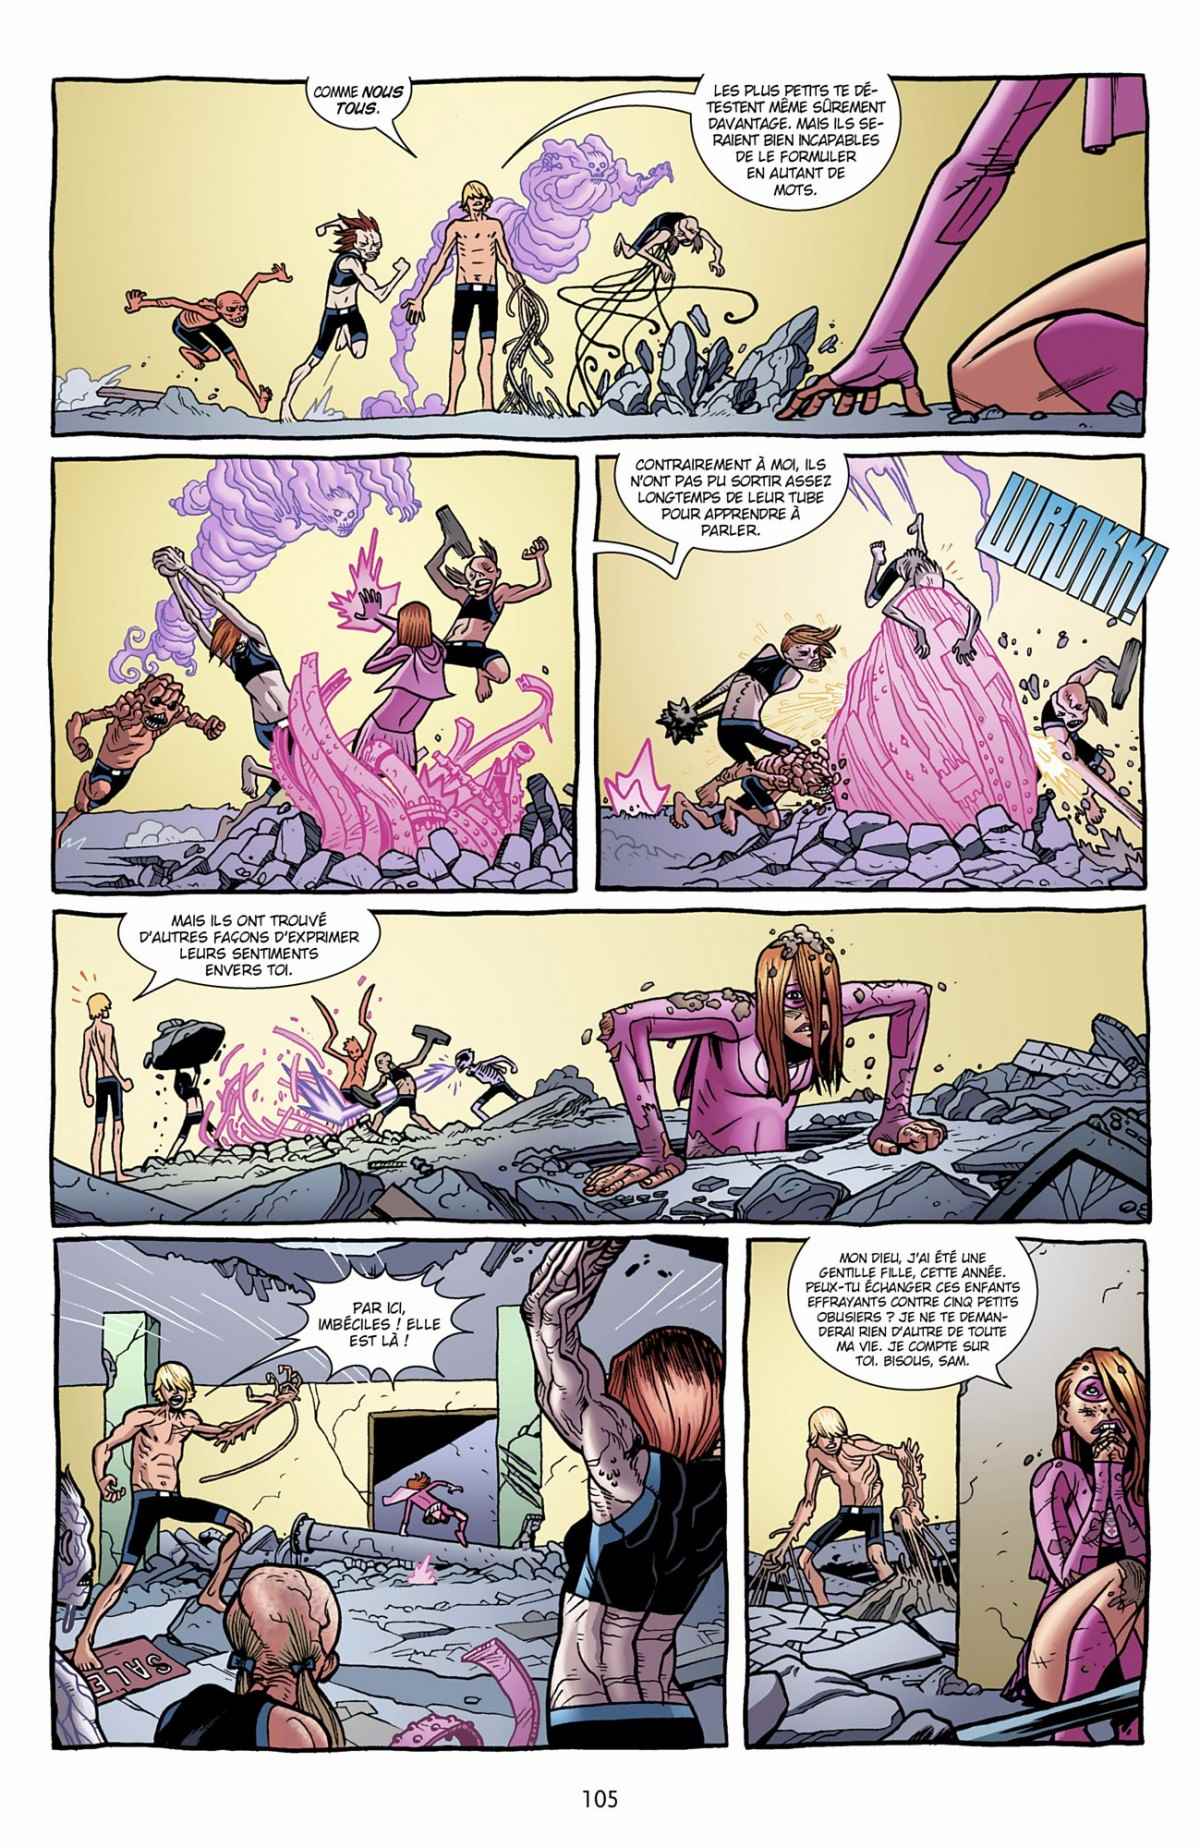 COMME NOUS
TOUS.
LES PLUS PETITS TE DÉ-
TESTENT MÊME SÛREMENT
DAVANTAGE. MAIS ILS SE-
RAIENT BIEN INCAPABLES
DE LE FORMULER
EN AUTANT DE
MOTS.
CONTRAIREMENT À MOI, ILS
N'ONT PAS PU SORTIR ASSEZ
LONGTEMPS DE LEUR TUBE
POUR APPRENDRE À
PARLER.
WROKK!
MAIS ILS ONT TROUVÉ
D'AUTRES FAÇONS D'EXPRIMER
LEURS SENTIMENTS
ENVERS TOI.
PAR ICI,
IMBÉCILES ! ELLE
EST LÀ !
SALE
MON DIEU, J'AI ÉTÉ UNE
GENTILLE FILLE, CETTE ANNÉE.
PEUX-TU ÉCHANGER CES ENFANTS
EFFRAYANTS CONTRE CINQ PETITS
OBUSIERS ? JE NE TE DEMAN-
DERAI RIEN D'AUTRE DE TOUTE
MA VIE. JE COMPTE SUR
TOI. BISOUS, SAM.
105